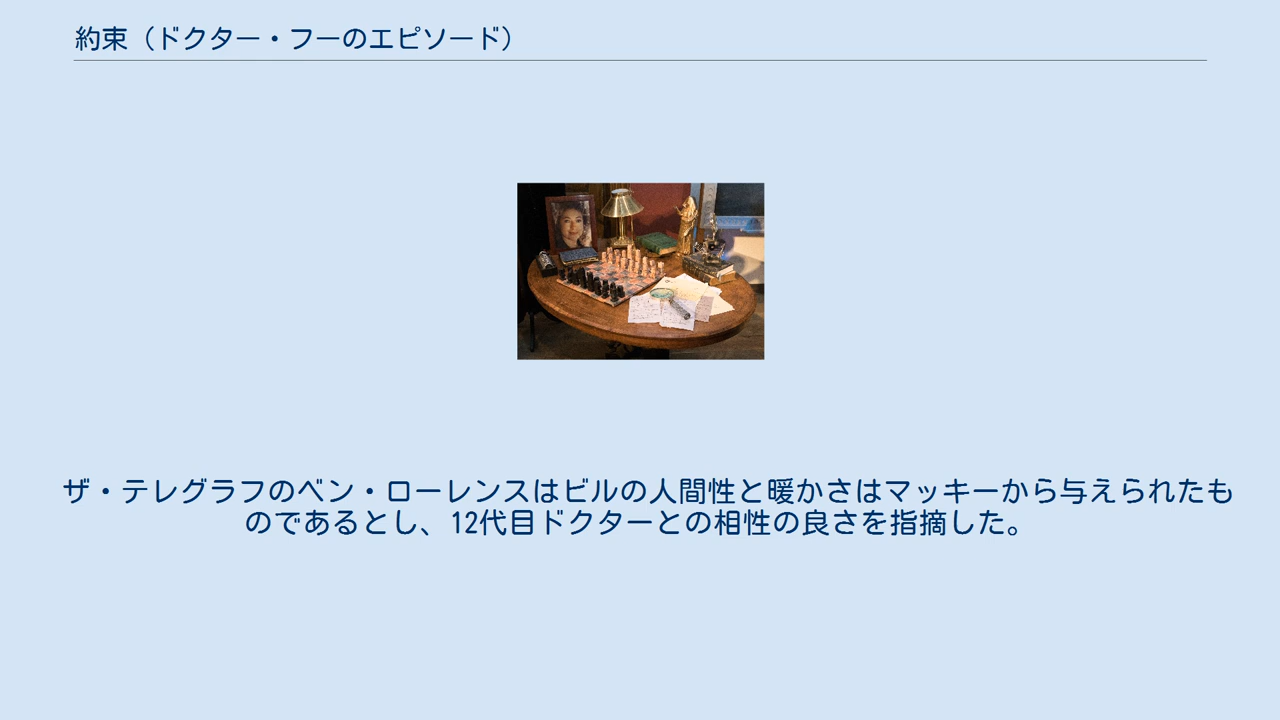 約束（ドクター・フーのエピソード）
ザ・テレグラフのベン・ローレンスはビルの人間性と暖かさはマッキーから与えられたも
のであるとし、12代目ドクターとの相性の良さを指摘した。